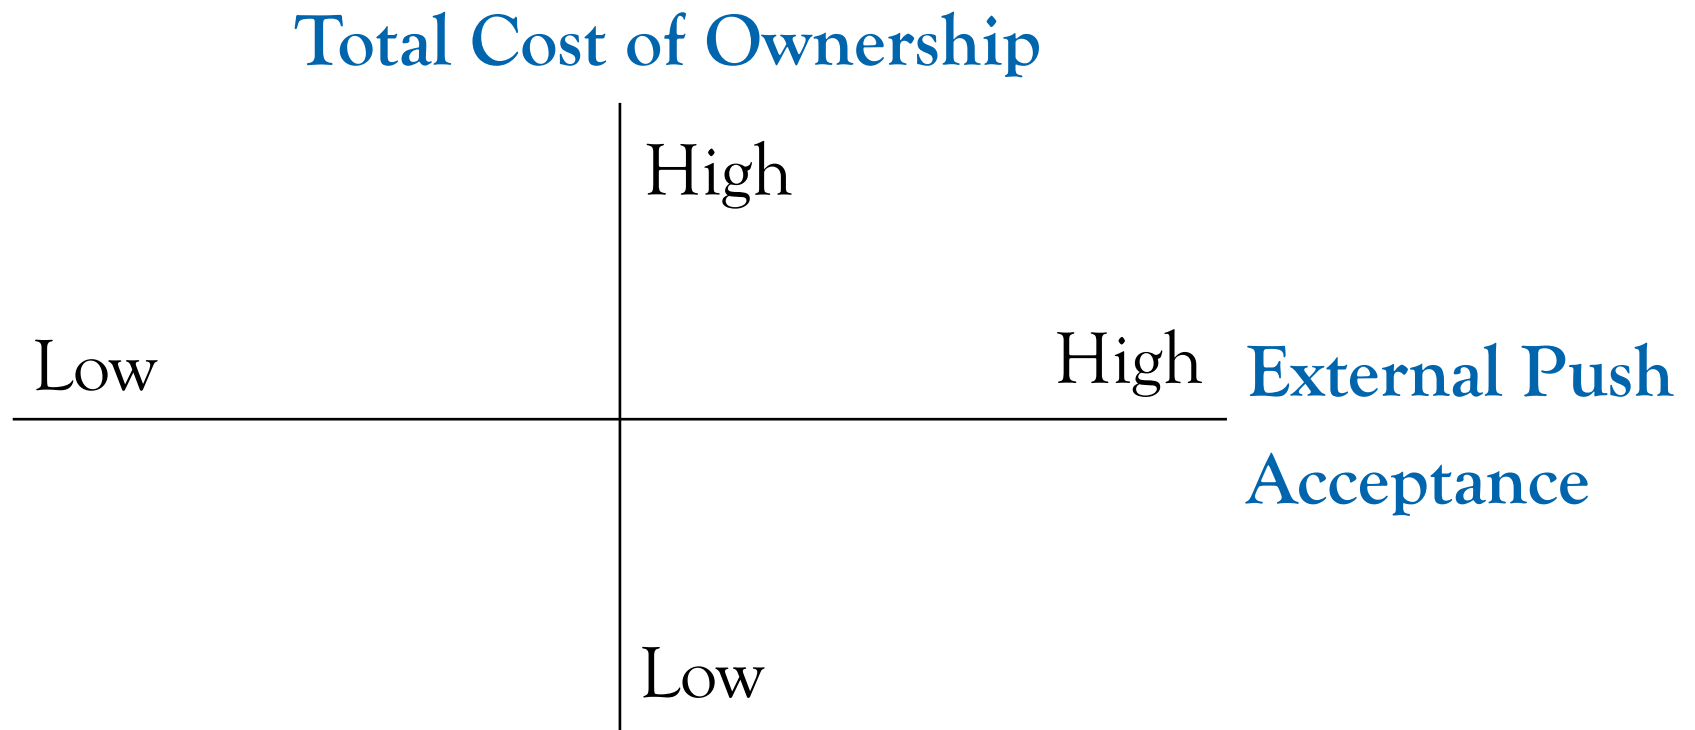 Total Cost of Ownership
High
Low
High
External Push
Acceptance
Low